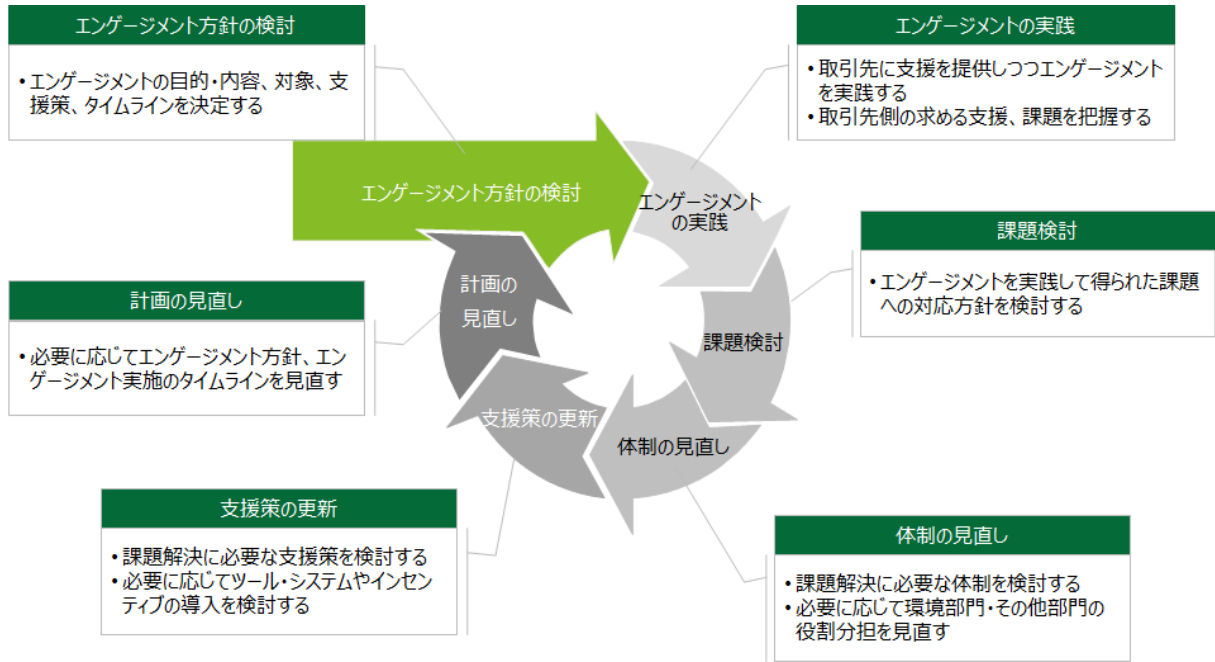 エンゲージメント方針の検討
• エンゲージメントの目的・内容、対象、支
援策、タイムラインを決定する
エンゲージメントの実践
• 取引先に支援を提供しつつエンゲージメント
を実践する
• 取引先側の求める支援、課題を把握する
エンゲージメント方針の検討
エンゲージメント
の実践
課題検討
• エンゲージメントを実践して得られた課題
への対応方針を検討する
計画の
見直し
計画の見直し
• 必要に応じてエンゲージメント方針、エン
ゲージメント実施のタイムラインを見直す
課題検討
支援策の更新
体制の見直し
支援策の更新
• 課題解決に必要な支援策を検討する
• 必要に応じてツール・システムやインセン
ティブの導入を検討する
体制の見直し
• 課題解決に必要な体制を検討する
• 必要に応じて環境部門・その他部門の
役割分担を見直す